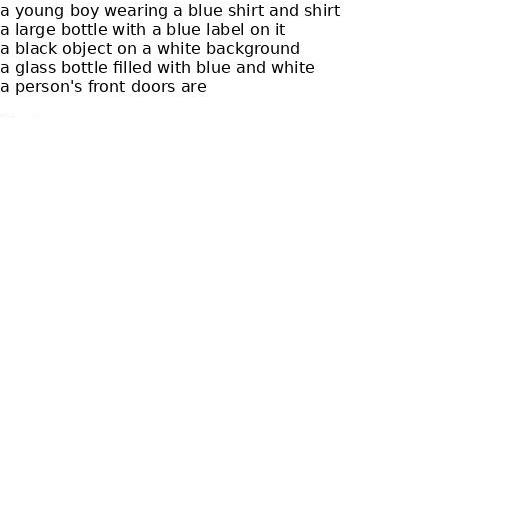 a young boy wearing a blue shirt and shirt
a large bottle with a blue label on it
a black object on a white background
a glass bottle filled with blue and white
a person's front doors are